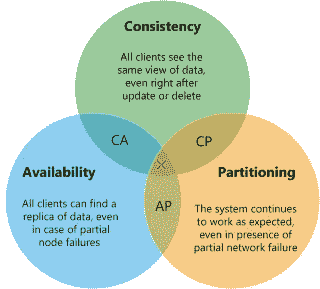 Consistency
All clients see the
same view of data,
even right after
update or delete
CA
CP
Availability
All clients can find a
replica of data, even
in case of partial
node failures
X
AP
Partitioning
The system continues
to work as expected,
even in presence of
partial network failure